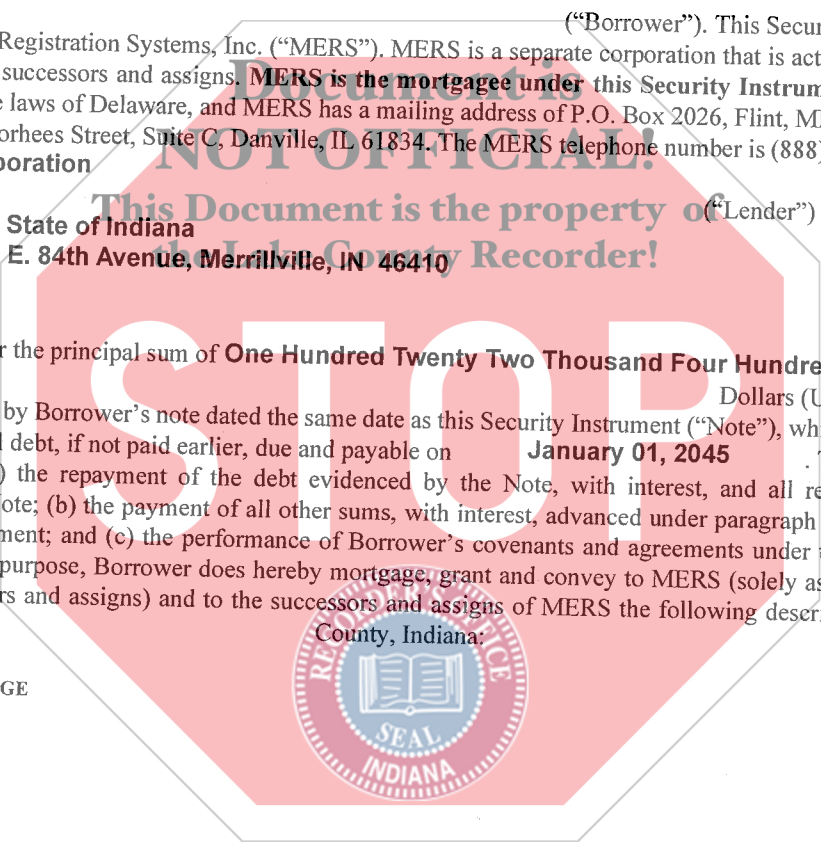 ("Borrower"). This Secur
Registration Systems, Inc. ("MERS"). MERS is a separate corporation that is act
successors and assigns. MERS is the mortgagee under this Security Instrum
e laws of Delaware, and MERS has a mailing address of P.O. Box 2026, Flint, MI
orhees Street, Suite C, Danville, IL 61834. The MERS telephone number is (888)
poration
("Lender")
State of Indiana
E. 84th Avenue, Merrillville, IN 46410
r the principal sum of One Hundred Twenty Two Thousand Four Hundre
Dollars (U
by Borrower's note dated the same date as this Security Instrument ("Note"), whi
d debt, if not paid earlier, due and payable on January 01, 2045 . T
) the repayment of the debt evidenced by the Note, with interest, and all re
ote; (b) the payment of all other sums, with interest, advanced under paragraph
ment; and (c) the performance of Borrower's covenants and agreements under t
purpose, Borrower does hereby mortgage, grant and convey to MERS (solely as
rs and assigns) and to the successors and assigns of MERS the following descri
County, Indiana:
GE
Document is
NOT OFFICIAL!
This Document is the property of
the Lake County Recorder!
STOP
RECORDER'S OFFICE
SEAL
INDIANA